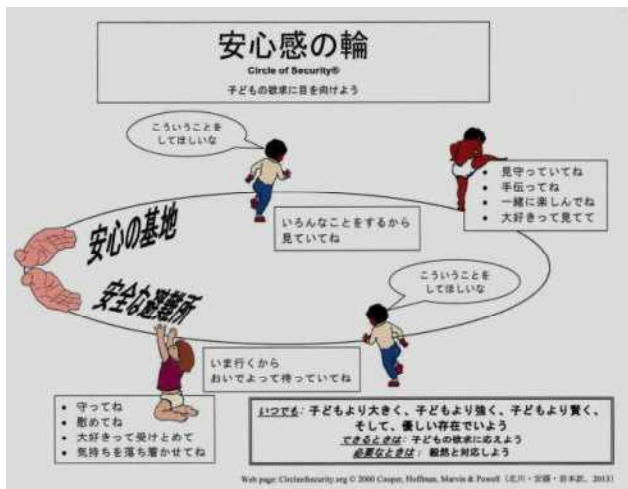 安心感の輪
Circle of Security®
子どもの欲求に目を向けよう
こういうことを
してほしいな
見守っていてね
手伝ってね
一緒に楽しんでね
大好きって見てて
安心の基地
いろんなことをするから
見ていてね
安全な避難所
こういうことを
してほしいな
いま行くから
おいでよって待っていてね
守ってね
慰めてね
大好きって受けとめて
気持ちを落ち着かせてね
いつでも: 子どもより大きく、子どもより強く、子どもより賢く、
そして、優しい存在でいよう
できるときは: 子どもの欲求に応えよう
必要なときは: 毅然と対応しよう
Web page: CircleofSecurity.org © 2000 Cooper, Hoffman, Marvin & Powell (北川・安藤・岩本訳, 2013)